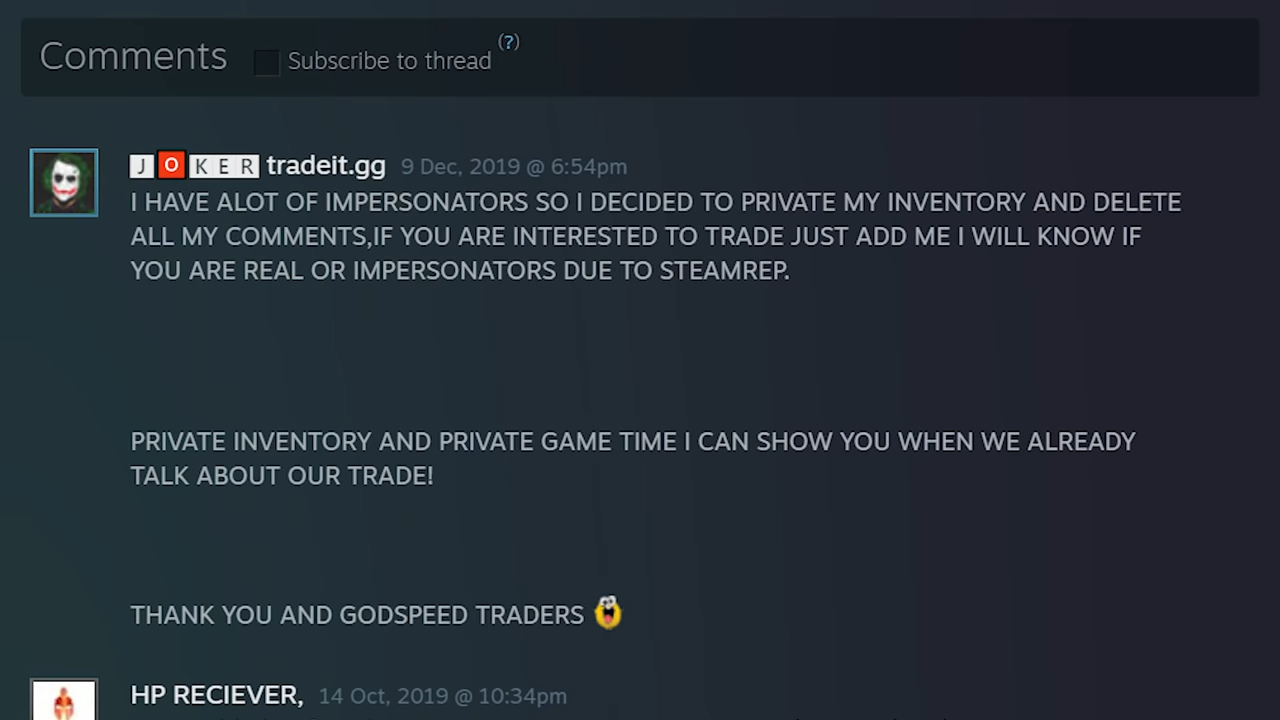 Comments Subscribe to thread (?)
JOKER tradeit.gg 9 Dec, 2019 @ 6:54pm
I HAVE ALOT OF IMPERSONATORS SO I DECIDED TO PRIVATE MY INVENTORY AND DELETE
ALL MY COMMENTS,IF YOU ARE INTERESTED TO TRADE JUST ADD ME I WILL KNOW IF
YOU ARE REAL OR IMPERSONATORS DUE TO STEAMREP.
PRIVATE INVENTORY AND PRIVATE GAME TIME I CAN SHOW YOU WHEN WE ALREADY
TALK ABOUT OUR TRADE!
THANK YOU AND GODSPEED TRADERS
HP RECIEVER, 14 Oct, 2019 @ 10:34pm